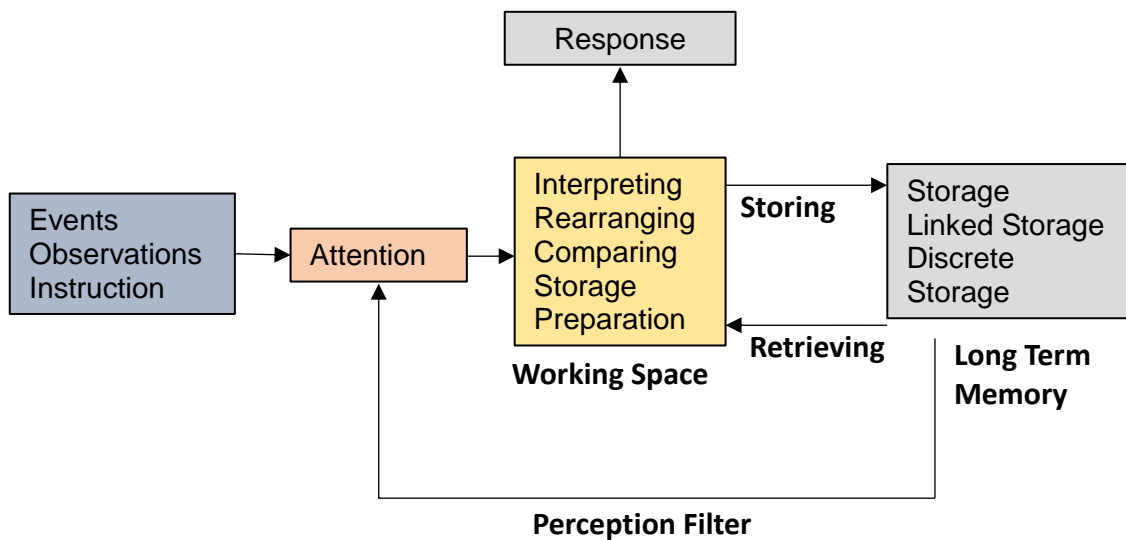 Response
Events
Observations
Instruction
Attention
Interpreting
Rearranging
Comparing
Storage
Preparation
Working Space
Storing
Retrieving
Storage
Linked Storage
Discrete
Storage
Long Term
Memory
Perception Filter